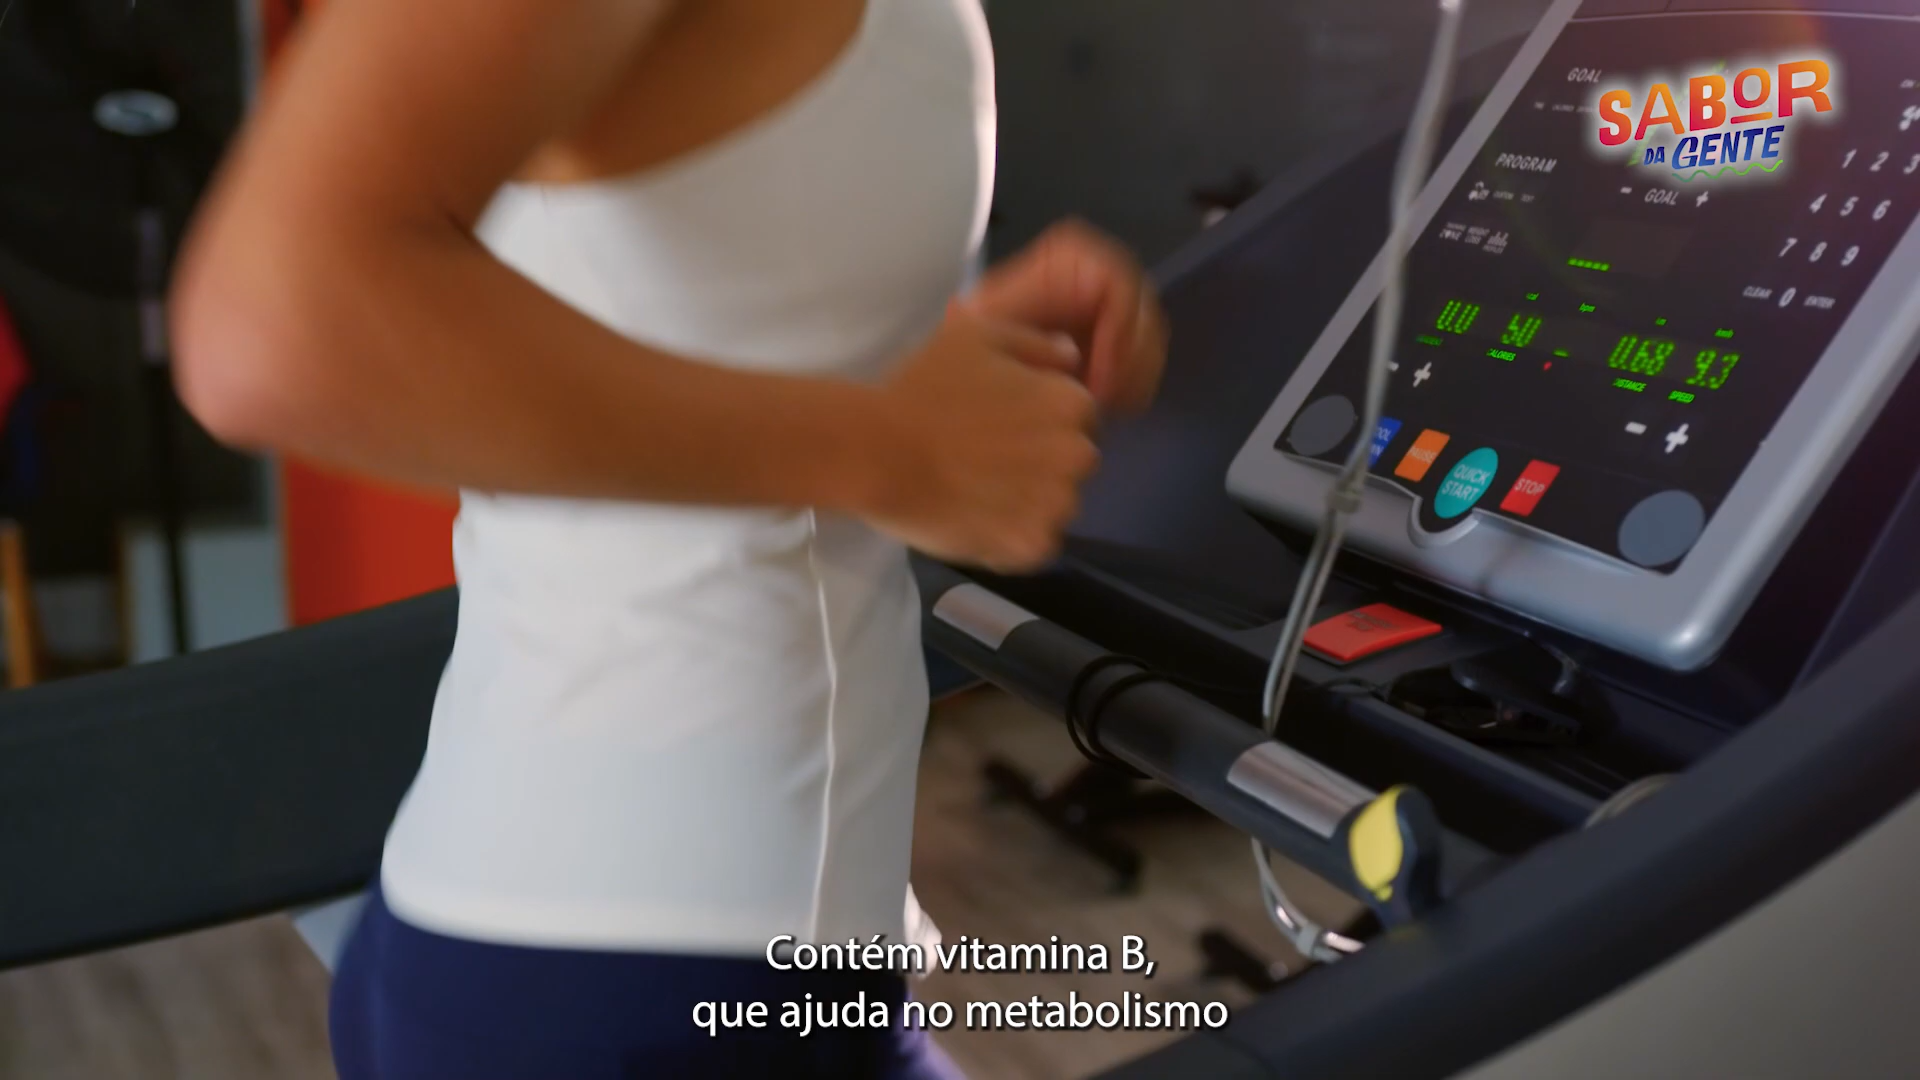 SABOR
DA GENTE
GOAL
PROGRAM
- GOAL +
1 2 3
4 5 6
7 8 9
CLEAR 0 ENTER
0.0 50 0.68 9.3
CALORIES
DISTANCE SPEED
- +
- +
PAUSE
QUICK
START
STOP
Contém vitamina B,
que ajuda no metabolismo